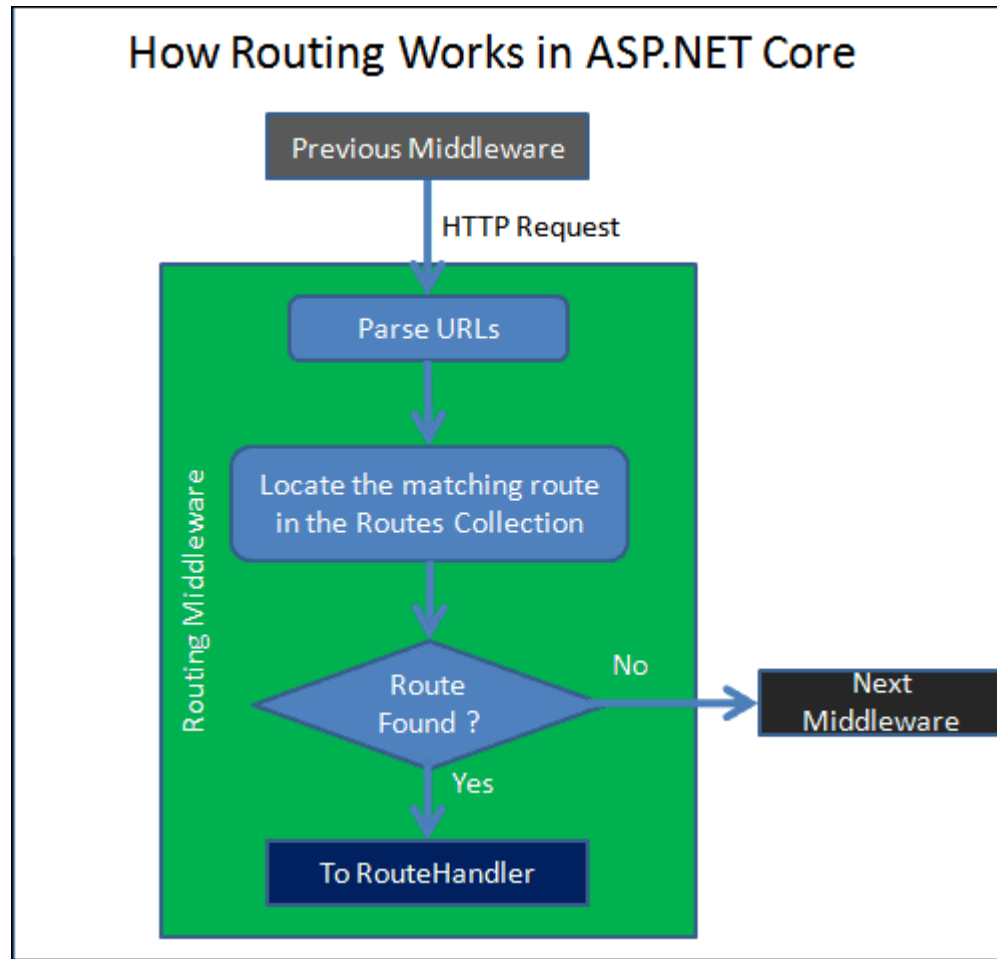 How Routing Works in ASP.NET Core
Previous Middleware
HTTP Request
Parse URLs
Locate the matching route
in the Routes Collection
Routing Middleware
Route
Found ?
No
Next
Middleware
Yes
To RouteHandler